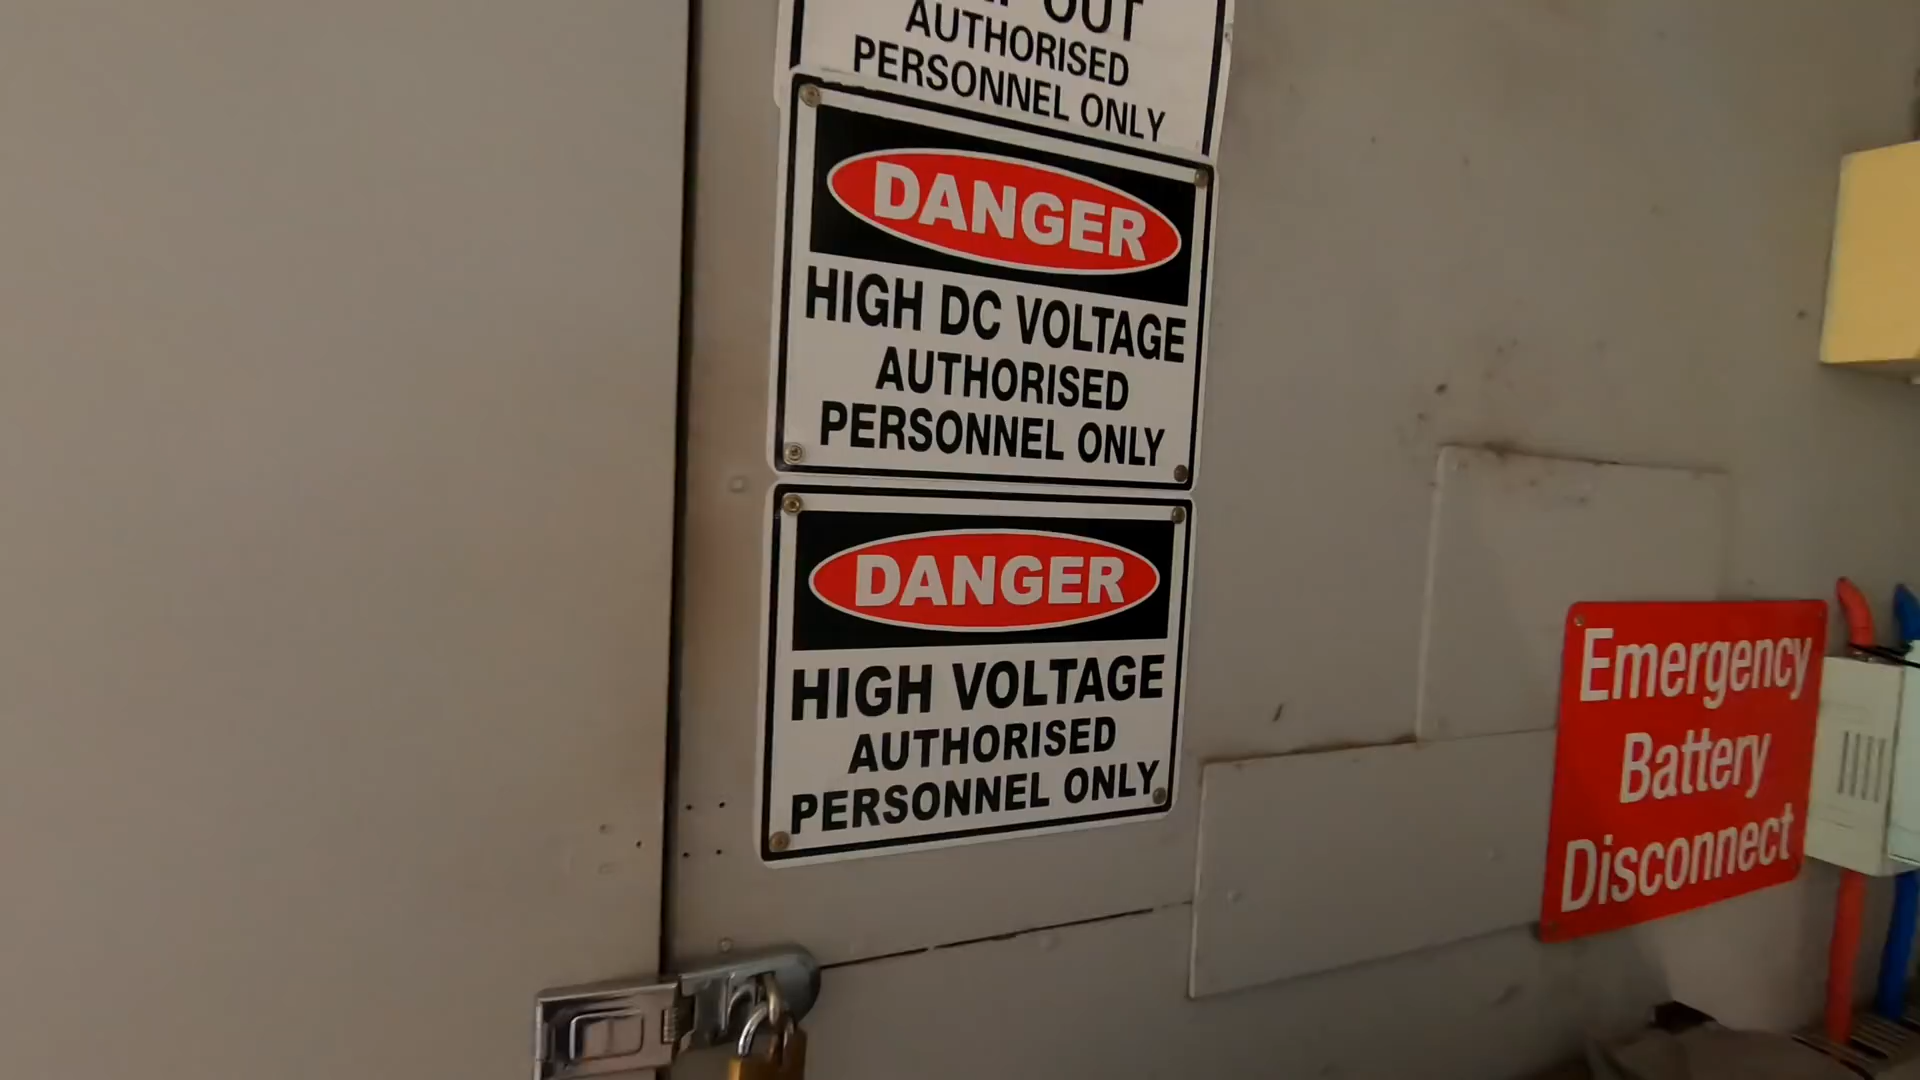 OUT
AUTHORISED
PERSONNEL ONLY
DANGER
HIGH DC VOLTAGE
AUTHORISED
PERSONNEL ONLY
DANGER
HIGH VOLTAGE
AUTHORISED
PERSONNEL ONLY
Emergency
Battery
Disconnect